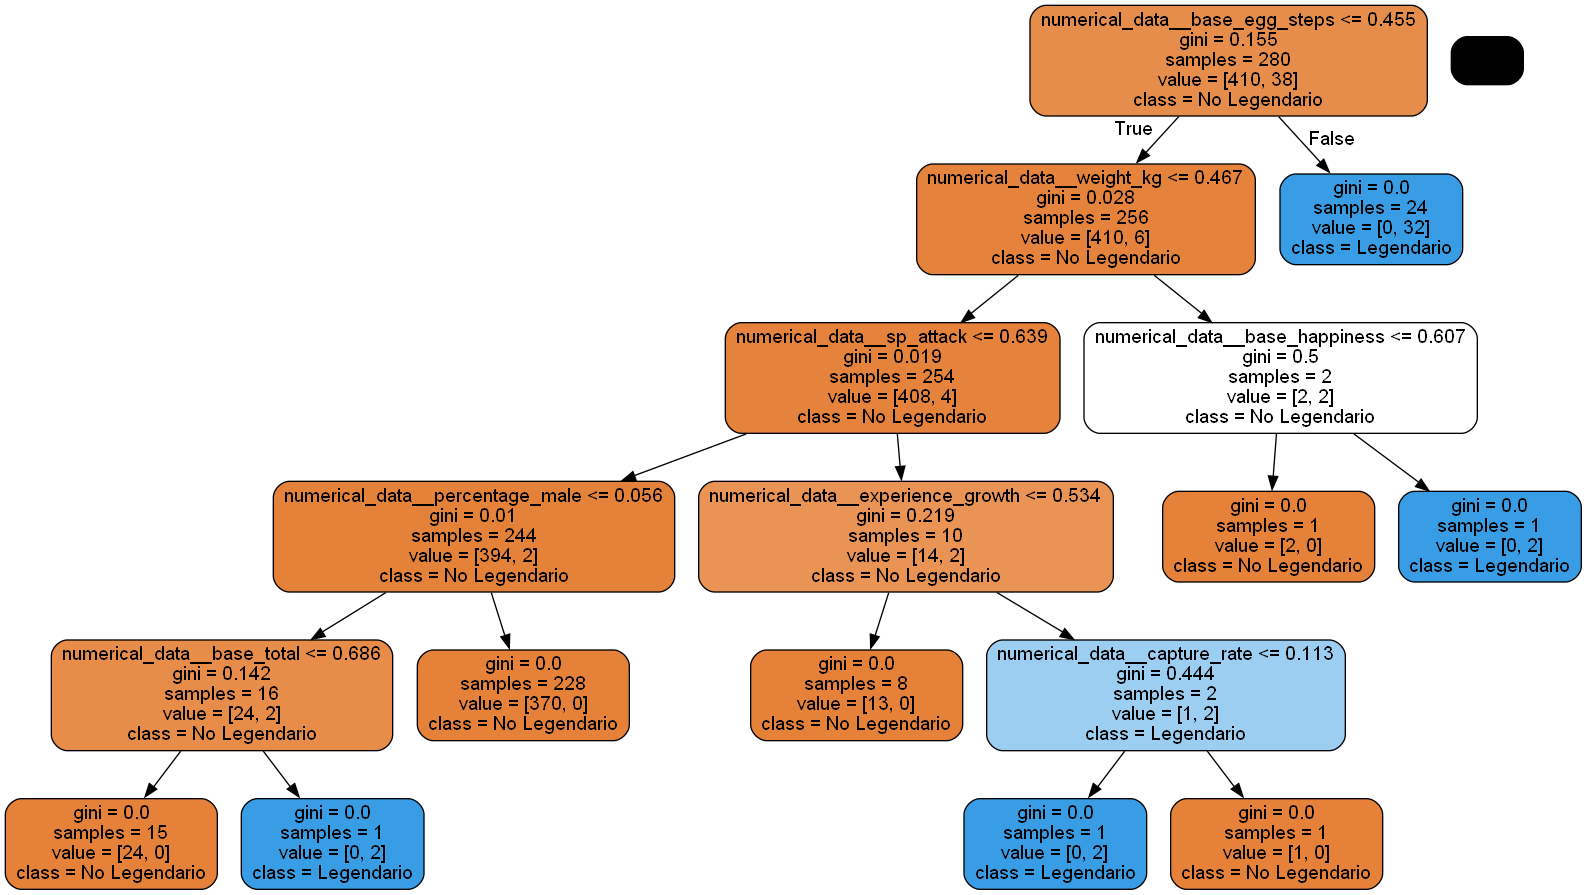 numerical_data__base_egg_steps <= 0.455
gini = 0.155
samples = 280
value = [410, 38]
class = No Legendario
True
False
numerical_data__weight_kg <= 0.467
gini = 0.028
samples = 256
value = [410, 6]
class = No Legendario
gini = 0.0
samples = 24
value = [0, 32]
class = Legendario
numerical_data__sp_attack <= 0.639
gini = 0.019
samples = 254
value = [408, 4]
class = No Legendario
numerical_data__base_happiness <= 0.607
gini = 0.5
samples = 2
value = [2, 2]
class = No Legendario
numerical_data__percentage_male <= 0.056
gini = 0.01
samples = 244
value = [394, 2]
class = No Legendario
numerical_data__experience_growth <= 0.534
gini = 0.219
samples = 10
value = [14, 2]
class = No Legendario
gini = 0.0
samples = 1
value = [2, 0]
class = No Legendario
gini = 0.0
samples = 1
value = [0, 2]
class = Legendario
numerical_data__base_total <= 0.686
gini = 0.142
samples = 16
value = [24, 2]
class = No Legendario
gini = 0.0
samples = 228
value = [370, 0]
class = No Legendario
gini = 0.0
samples = 8
value = [13, 0]
class = No Legendario
numerical_data__capture_rate <= 0.113
gini = 0.444
samples = 2
value = [1, 2]
class = Legendario
gini = 0.0
samples = 15
value = [24, 0]
class = No Legendario
gini = 0.0
samples = 1
value = [0, 2]
class = Legendario
gini = 0.0
samples = 1
value = [0, 2]
class = Legendario
gini = 0.0
samples = 1
value = [1, 0]
class = No Legendario